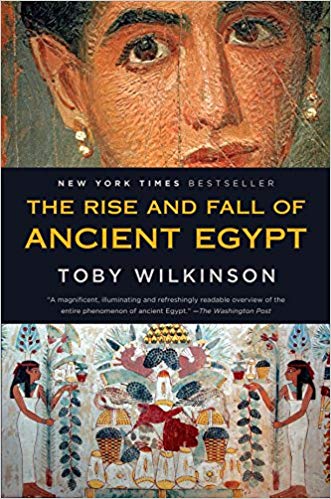 NEW YORK TIMES BESTSELLER
THE RISE AND FALL OF
ANCIENT EGYPT
TOBY WILKINSON
"A magnificent, illuminating and refreshingly readable overview of the
entire phenomenon of ancient Egypt." —The Washington Post